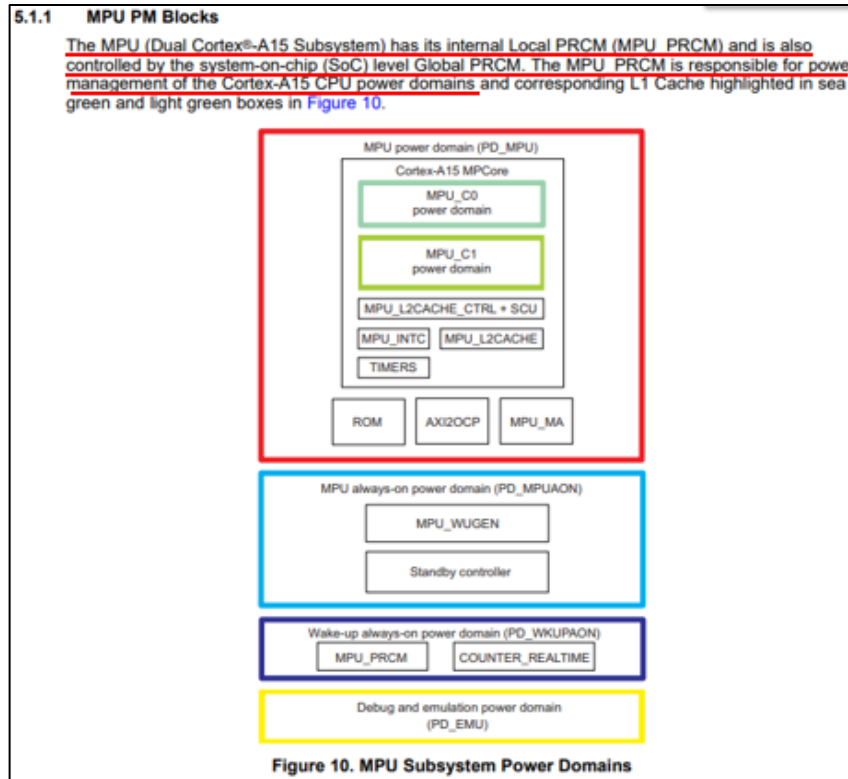 5.1.1 MPU PM Blocks
The MPU (Dual Cortex®-A15 Subsystem) has its internal Local PRCM (MPU_PRCM) and is also
controlled by the system-on-chip (SoC) level Global PRCM. The MPU_PRCM is responsible for powe
management of the Cortex-A15 CPU power domains and corresponding L1 Cache highlighted in sea
green and light green boxes in Figure 10.
MPU power domain (PD_MPU)
Cortex-A15 MPCore
MPU_C0
power domain
MPU_C1
power domain
MPU_L2CACHE_CTRL + SCU
MPU_INTC MPU_L2CACHE
TIMERS
ROM AXI2OCP MPU_MA
MPU always-on power domain (PD_MPUAON)
MPU_WUGEN
Standby controller
Wake-up always-on power domain (PD_WKUPAON)
MPU_PRCM COUNTER_REALTIME
Debug and emulation power domain
(PD_EMU)
Figure 10. MPU Subsystem Power Domains